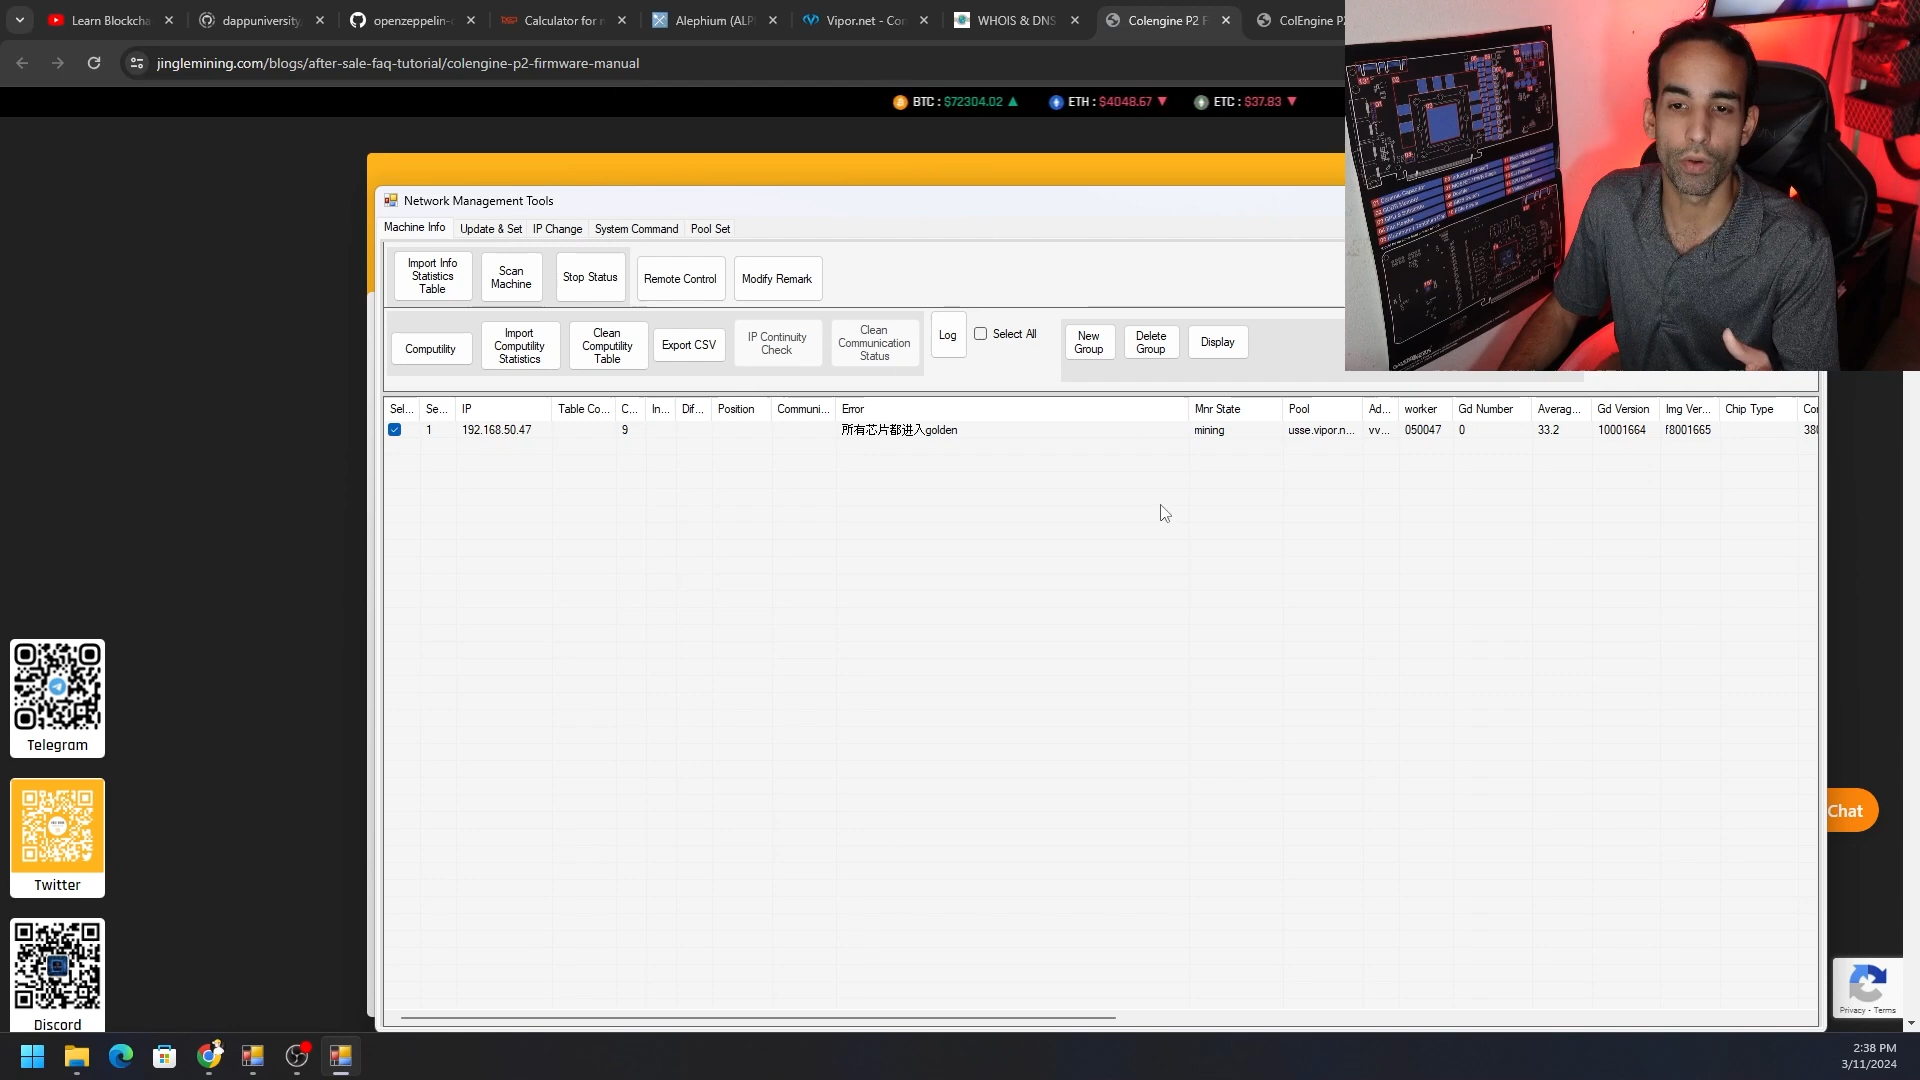 Learn Blockcha
dappuniversity
openzeppelin-
Calculator for
Alephium (ALP
Vipor.net - Co
WHOIS & DNS
Colengine P2 F
ColEngine P
jinglemining.com/blogs/after-sale-faq-tutorial/colengine-p2-firmware-manual
BTC : $72304.02 ▲
ETH : $4048.67 ▼
ETC : $37.83 ▼
Network Management Tools
Machine Info
Update & Set
IP Change
System Command
Pool Set
Import Info
Statistics
Table
Scan
Machine
Stop Status
Remote Control
Modify Remark
Computility
Import
Computility
Statistics
Clean
Computility
Table
Export CSV
IP Continuity
Check
Clean
Communication
Status
Log
Select All
New
Group
Delete
Group
Display
Sel... Se... IP Table Co... C... In... Dif... Position Communi... Error Mnr State Pool Ad... worker Gd Number Averag... Gd Version Img Ver... Chip Type Cor
1 192.168.50.47 9 所有芯片都进入golden mining usse.vipor.n... vv... 050047 0 33.2 10001664 f8001665 380
Telegram
Twitter
Discord
Chat
Privacy - Terms
2:38 PM
3/11/2024